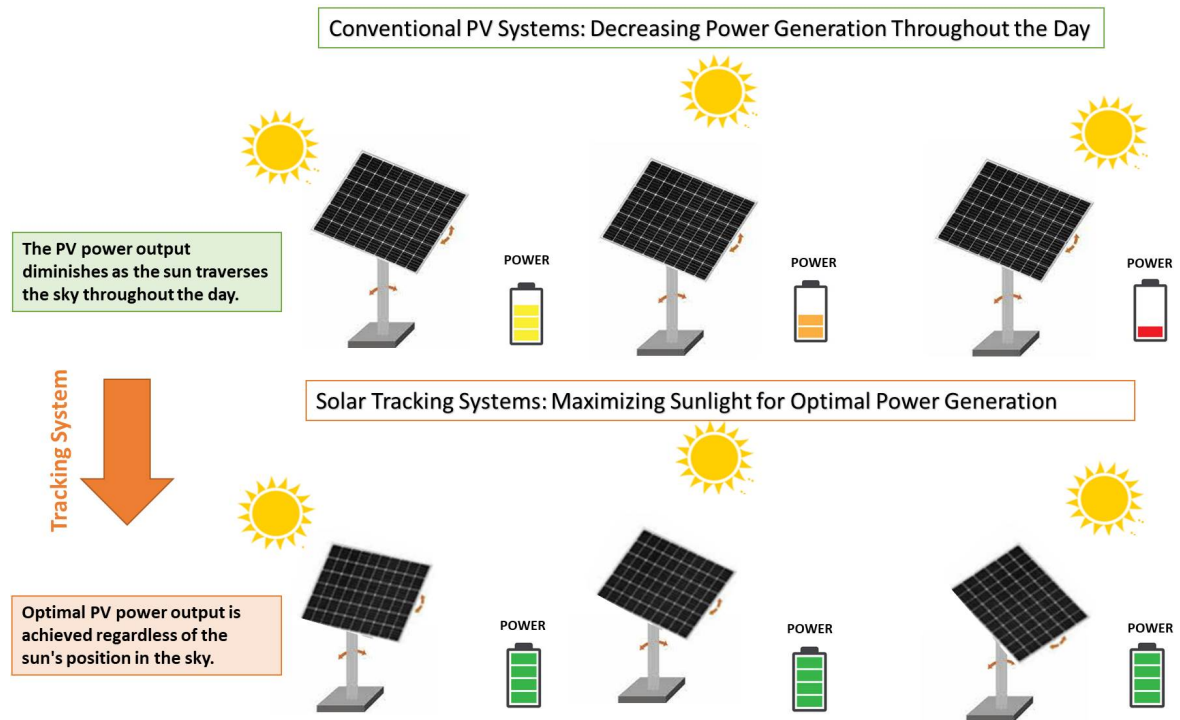 Conventional PV Systems: Decreasing Power Generation Throughout the Day
The PV power output
diminishes as the sun traverses
the sky throughout the day.
POWER
POWER
POWER
Tracking System
Solar Tracking Systems: Maximizing Sunlight for Optimal Power Generation
Optimal PV power output is
achieved regardless of the
sun's position in the sky.
POWER
POWER
POWER